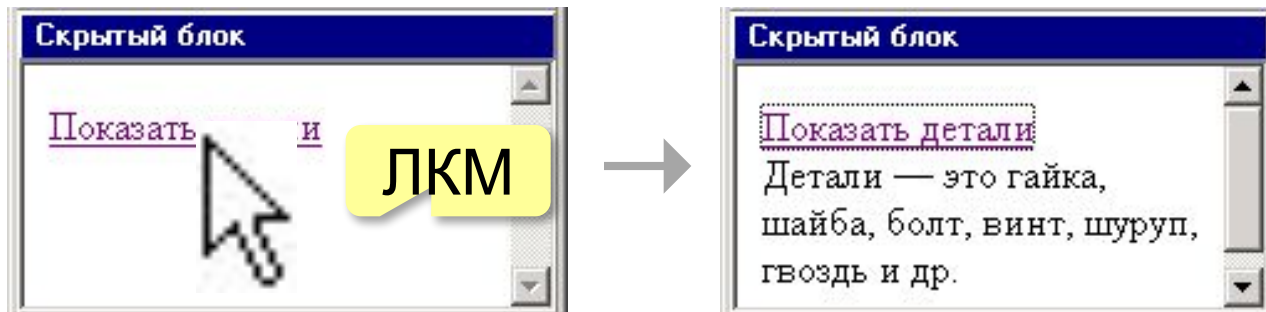 Скрытый блок
Показать и
ЛКМ
Скрытый блок
Показать детали
Детали — это гайка,
шайба, болт, винт, шуруп,
гвоздь и др.